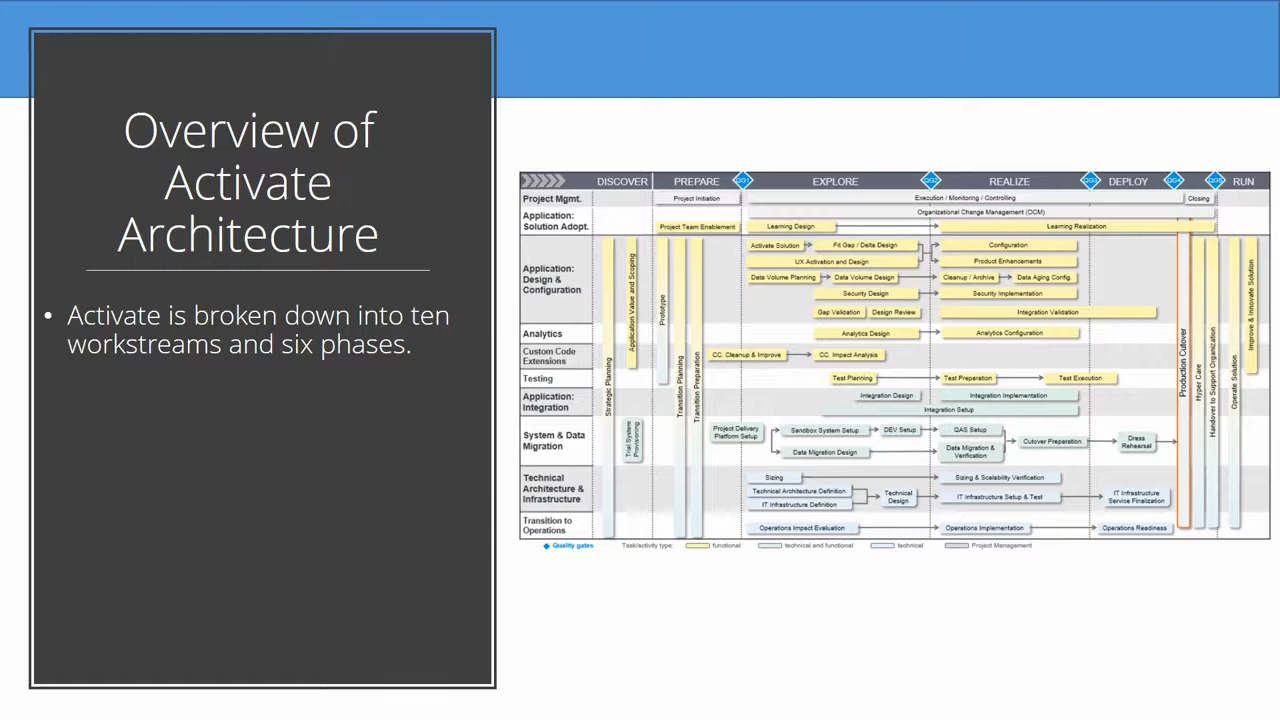 Overview of
Activate
Architecture
• Activate is broken down into ten
workstreams and six phases.
DISCOVER PREPARE QG1 EXPLORE QG2 REALIZE QG3 DEPLOY QG4 QG5 RUN
Project Mgmt. Project Initiation Execution / Monitoring / Controlling Closing
Organizational Change Management (OCM)
Application:
Solution Adopt. Project Team Enablement Learning Design Learning Realization
Application:
Design &
Configuration
Activate Solution Fit Gap / Delta Design Configuration
UX Activation and Design Product Enhancements
Data Volume Planning Data Volume Design Cleanup / Archive Data Aging Config.
Security Design Security Implementation
Gap Validation Design Review Integration Validation
Analytics Analytics Design Analytics Configuration
Custom Code
Extensions
CC. Cleanup & Improve CC. Impact Analysis
Testing Test Planning Test Preparation Test Execution
Application:
Integration
Integration Design Integration Implementation
Integration Setup
System & Data
Migration
Project Delivery
Platform Setup
Sandbox System Setup DEV Setup QAS Setup
Data Migration Design
Data Migration &
Verification
Cutover Preparation
Dress
Rehearsal
Technical
Architecture &
Infrastructure
Sizing Sizing & Scalability Verification
Technical Architecture Definition
IT Infrastructure Definition
Technical
Design
IT Infrastructure Setup & Test
IT Infrastructure
Service Finalization
Transition to
Operations
Operations Impact Evaluation Operations Implementation Operations Readiness
Strategic Planning
Application Value and Scoping
Trial System
Provisioning
Prototype
Transition Planning
Transition Preparation
Production Cutover
Hyper Care
Handover to Support Organization
Operate Solution
Improve & Innovate Solution
Quality gates Task/activity type: functional technical and functional technical Project Management